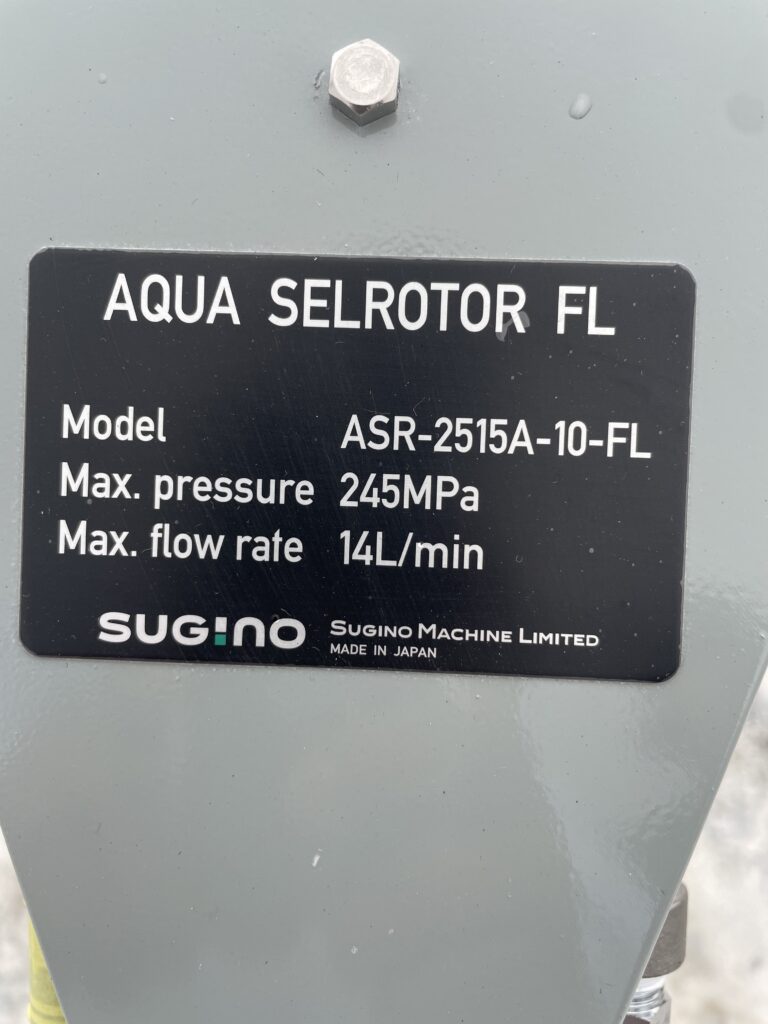 AQUA SELROTOR FL
Model ASR-2515A-10-FL
Max. pressure 245MPa
Max. flow rate 14L/min
SUGINO SUGINO MACHINE LIMITED
MADE IN JAPAN